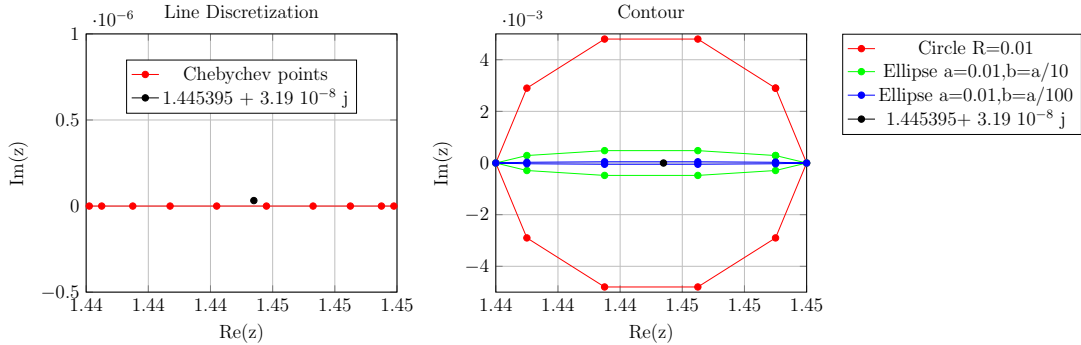 Line Discretization
·10⁻⁶
1
0.5
0
−0.5
1.44 1.44 1.44 1.45 1.45 1.45
Re(z)
Im(z)
Chebychev points
1.445395 + 3.19 10⁻⁸ j
Contour
·10⁻³
4
2
0
−2
−4
1.44 1.44 1.44 1.45 1.45 1.45
Re(z)
Im(z)
Circle R=0.01
Ellipse a=0.01,b=a/10
Ellipse a=0.01,b=a/100
1.445395+ 3.19 10⁻⁸ j